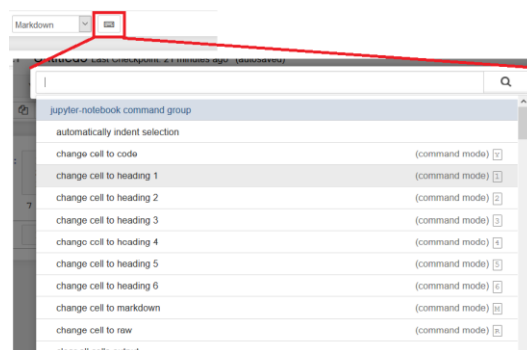 Markdown
Last Checkpoint: 21 minutes ago (autosaved)
jupyter-notebook command group
automatically indent selection
change cell to code (command mode) Y
change cell to heading 1 (command mode) 1
change cell to heading 2 (command mode) 2
change cell to heading 3 (command mode) 3
change cell to heading 4 (command mode) 4
change cell to heading 5 (command mode) 5
change cell to heading 6 (command mode) 6
7
change cell to markdown (command mode) M
change cell to raw (command mode) R